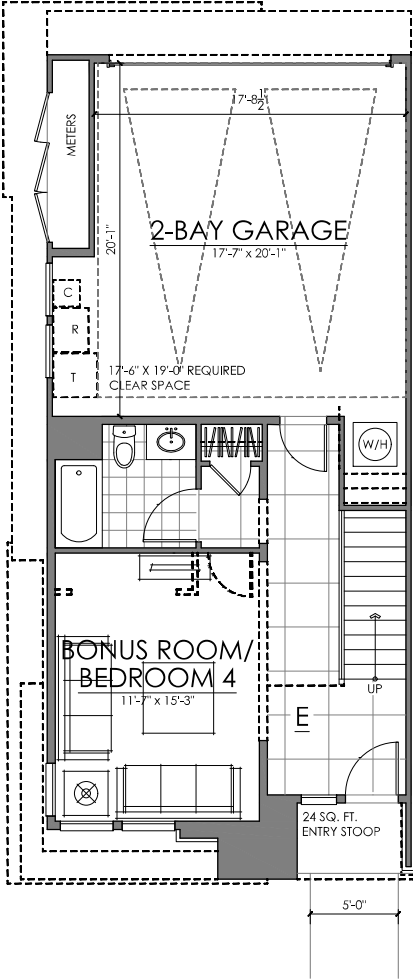 17'-8 1/2"
METERS
20'-1"
2-BAY GARAGE
17'-7" x 20'-1"
C
R
T
17'-6" X 19'-0" REQUIRED
CLEAR SPACE
W/H
BONUS ROOM/
BEDROOM 4
11'-7" x 15'-3"
UP
E
24 SQ. FT.
ENTRY STOOP
5'-0"